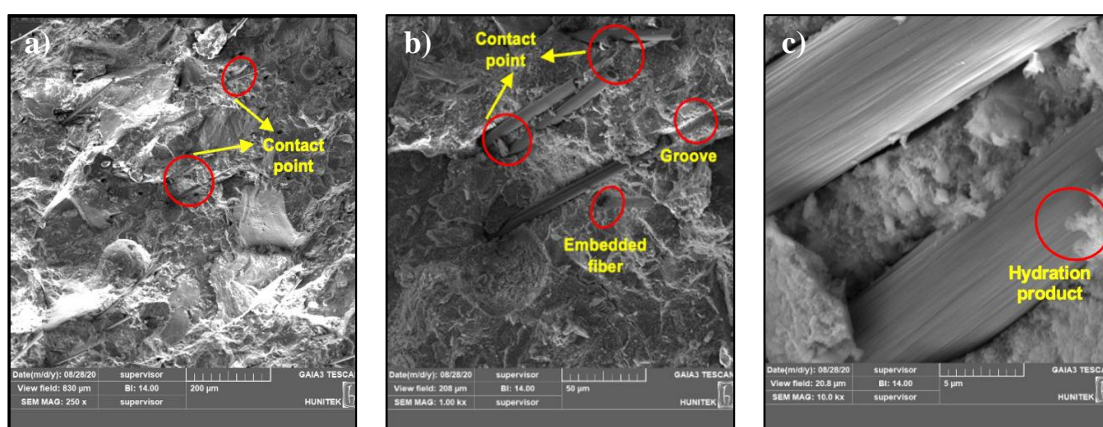 a)
Contact
point
Date(m/d/y): 08/28/20 supervisor GAIA3 TESCAN
View field: 830 µm BI: 14.00 200 µm
SEM MAG: 250 x supervisor HUNITEK
b)
Contact
point
Groove
Embedded
fiber
Date(m/d/y): 08/28/20 supervisor GAIA3 TESCAN
View field: 208 µm BI: 14.00 50 µm
SEM MAG: 1.00 kx supervisor HUNITEK
c)
Hydration
product
Date(m/d/y): 08/28/20 supervisor GAIA3 TESCAN
View field: 20.8 µm BI: 14.00 5 µm
SEM MAG: 10.0 kx supervisor HUNITEK